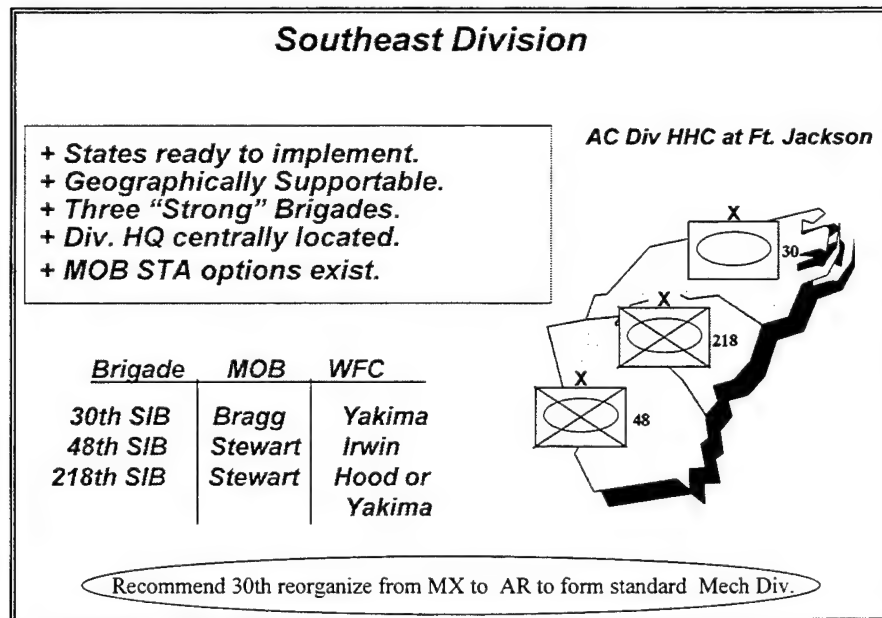 Southeast Division
+ States ready to implement.
+ Geographically Supportable.
+ Three "Strong" Brigades.
+ Div. HQ centrally located.
+ MOB STA options exist.
AC Div HHC at Ft. Jackson
X
30
X
218
X
48
Brigade MOB WFC
30th SIB Bragg Yakima
48th SIB Stewart Irwin
218th SIB Stewart Hood or
Yakima
Recommend 30th reorganize from MX to AR to form standard Mech Div.